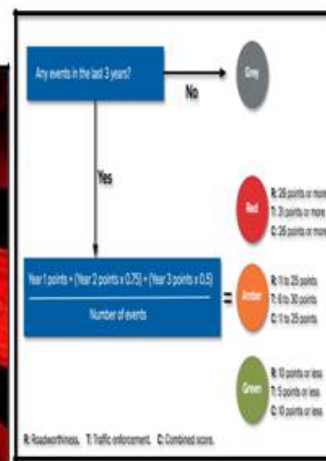 Any events in the last 3 years?
No
Grey
Yes
Red
R: 26 points or more
T: 31 points or more
C: 26 points or more
Year 1 points + (Year 2 points x 0.75) + (Year 3 points x 0.5)
Number of events
=
Amber
R: 11 to 25 points
T: 6 to 30 points
C: 11 to 25 points
Green
R: 10 points or less
T: 5 points or less
C: 10 points or less
R: Roadworthiness. T: Traffic enforcement. C: Combined score.